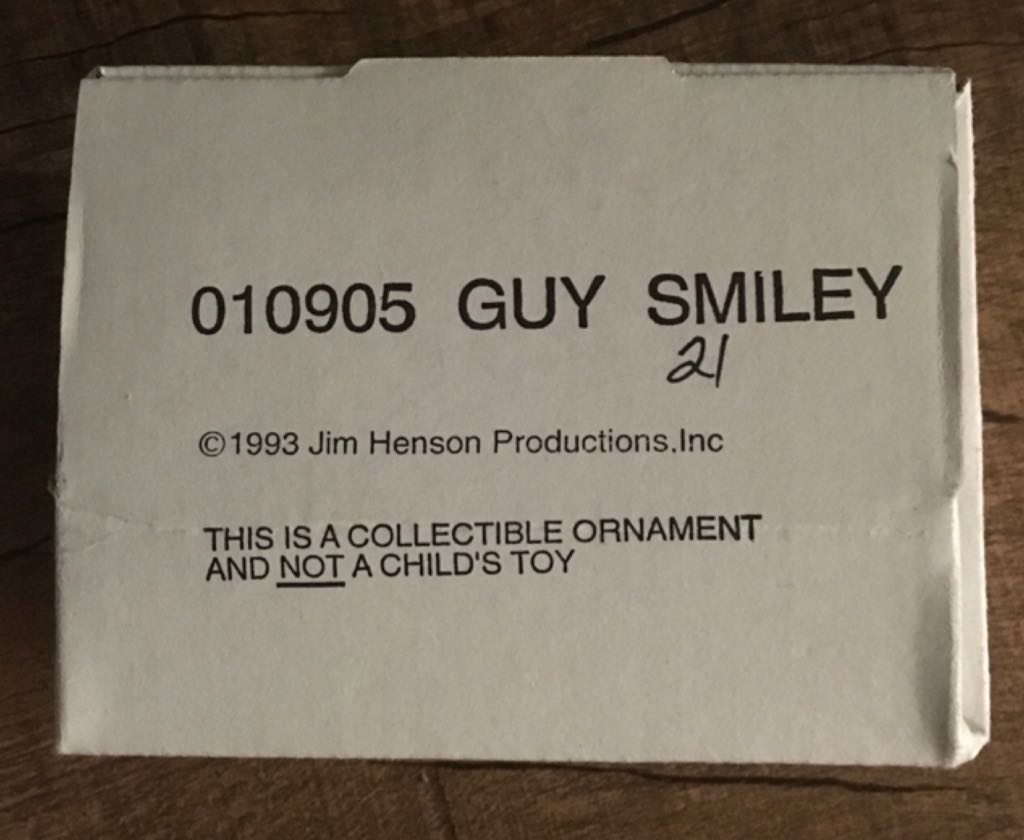 010905 GUY SMILEY
21
©1993 Jim Henson Productions.Inc
THIS IS A COLLECTIBLE ORNAMENT
AND NOT A CHILD'S TOY